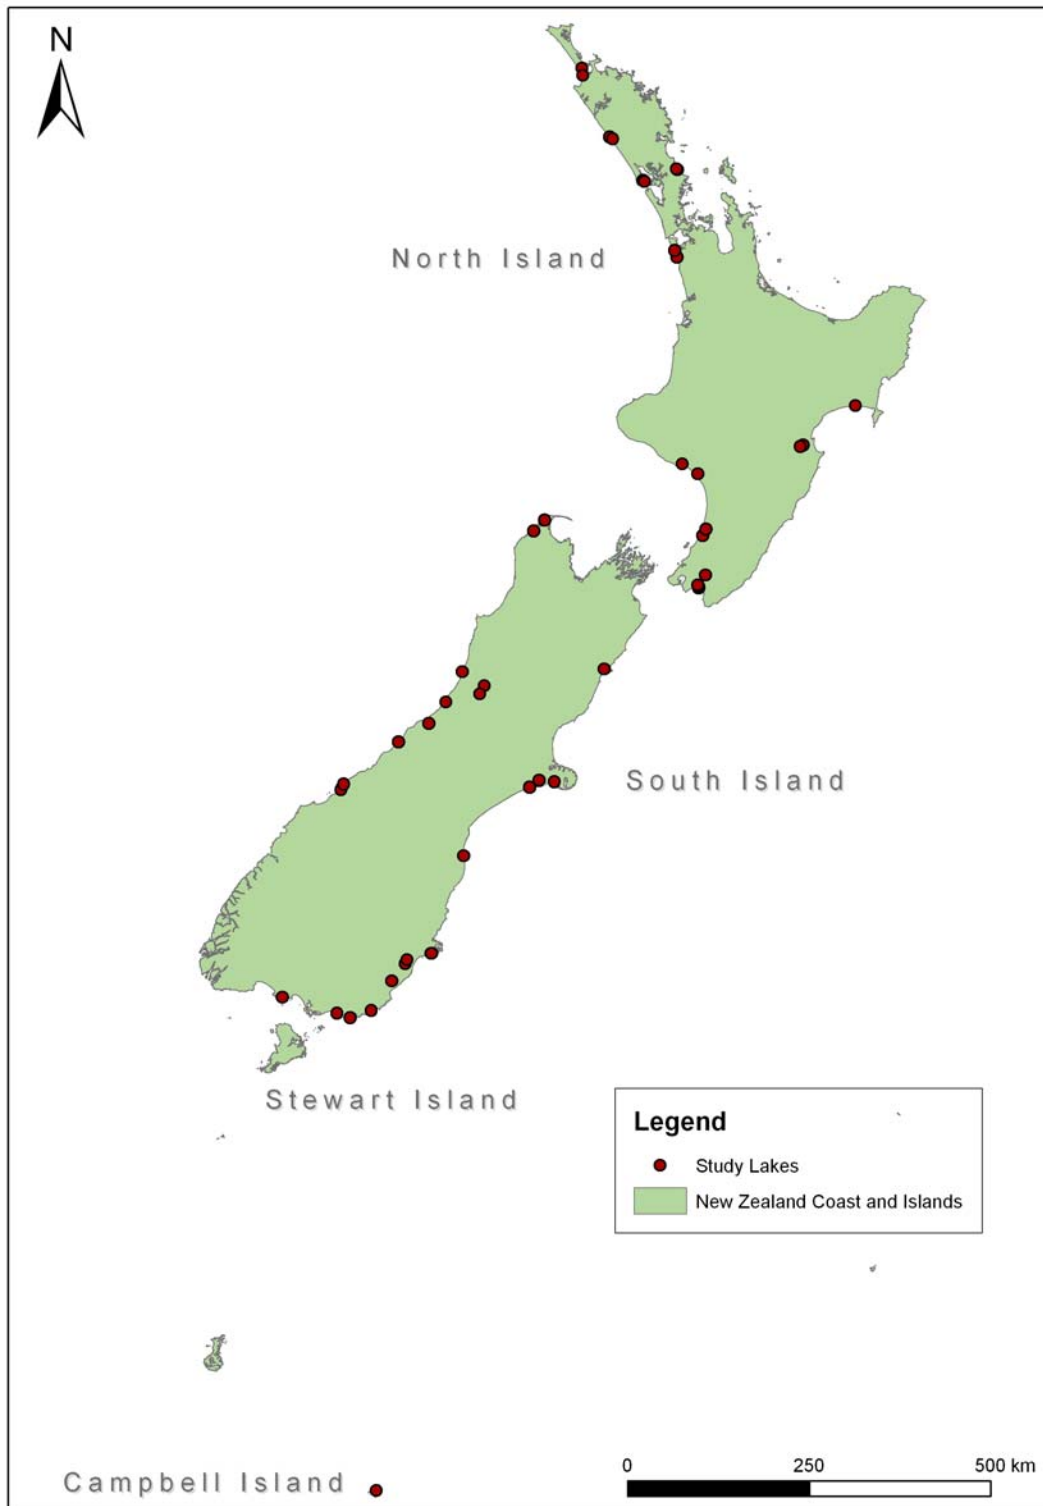 N
North Island
South Island
Stewart Island
Legend
Study Lakes
New Zealand Coast and Islands
Campbell Island
0 250 500 km